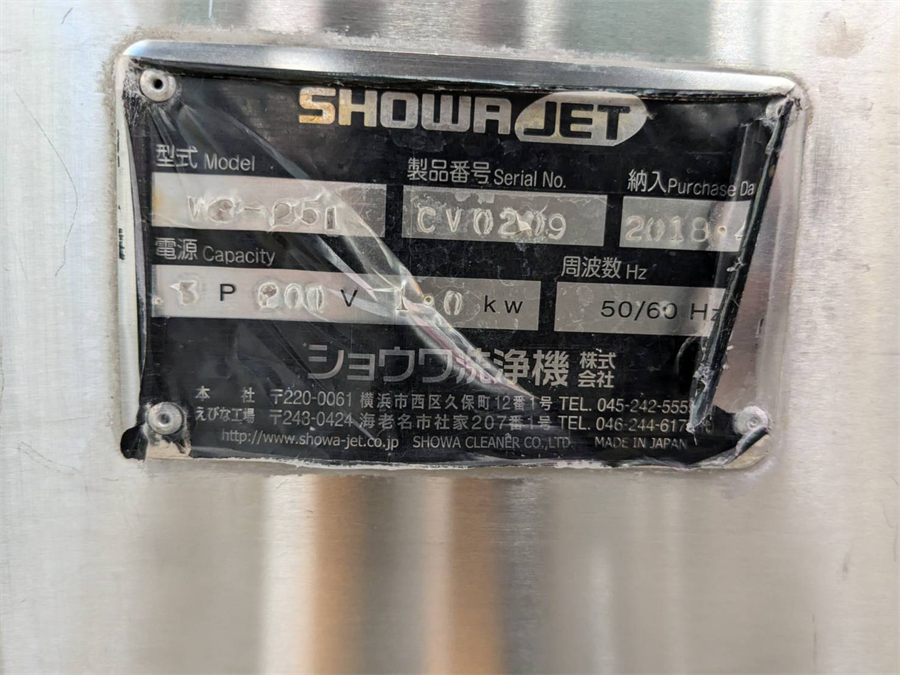 SHOWA JET
型式 Model 製品番号 Serial No. 納入 Purchase Da
CV0209 2018.4
電源 Capacity 周波数 Hz
3 P 200 V 1.0 kw 50/60 Hz
ショウワ洗浄機 株式会社
本社 〒220-0061 横浜市西区久保町12番1号 TEL. 045-242-555
えびな工場 〒243-0424 海老名市社家207番1号 TEL. 046-244-617
http://www.showa-jet.co.jp SHOWA CLEANER CO.,LTD. MADE IN JAPAN